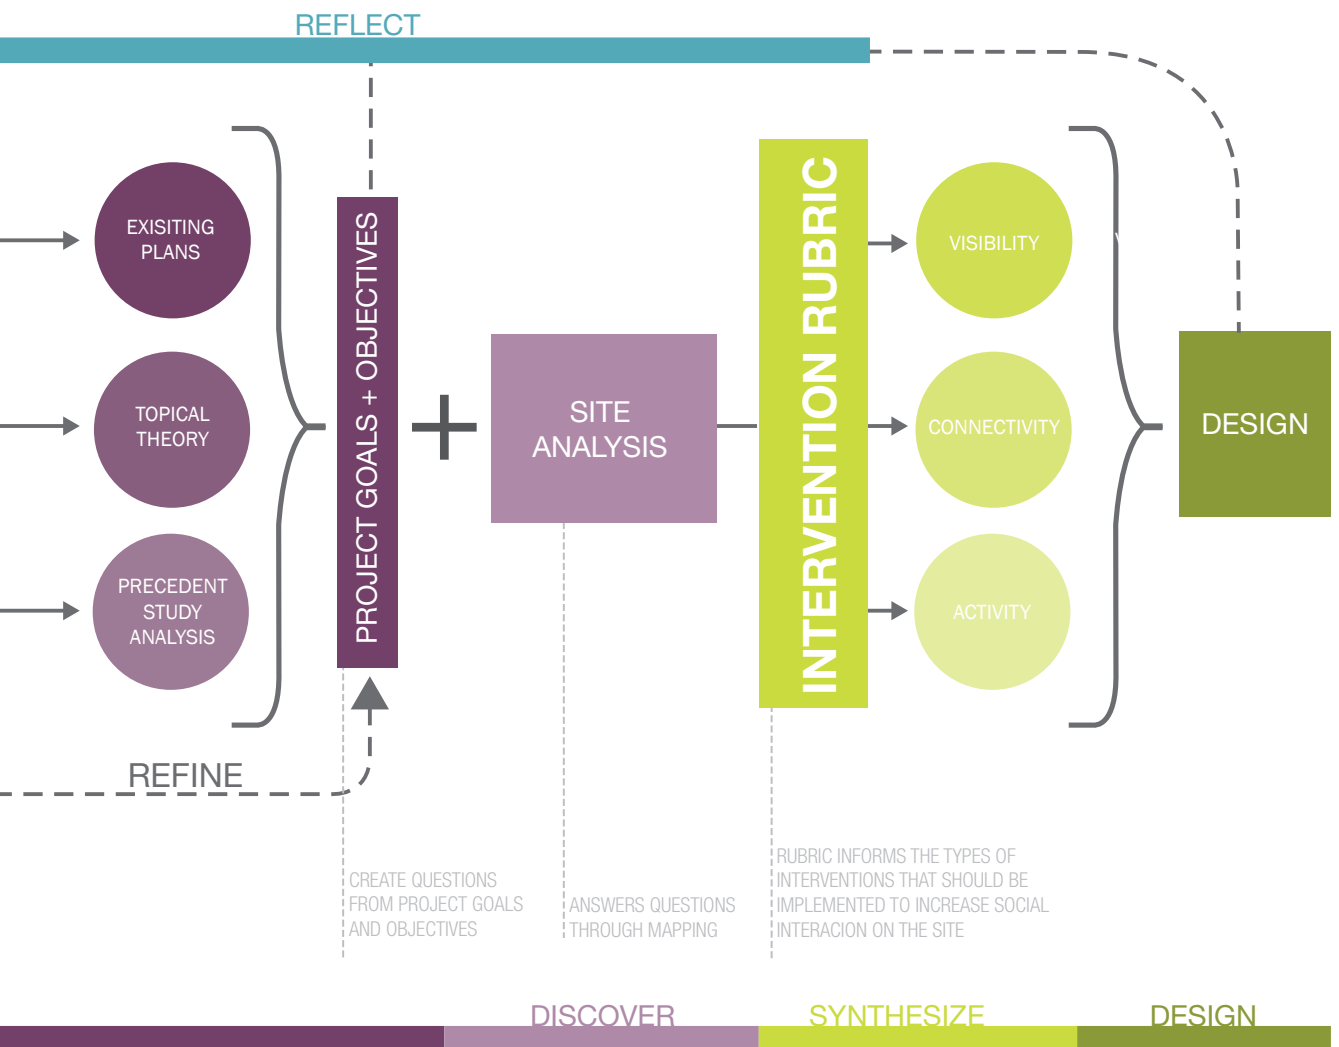 REFLECT
EXISITING
PLANS
TOPICAL
THEORY
PRECEDENT
STUDY
ANALYSIS
PROJECT GOALS + OBJECTIVES
SITE
ANALYSIS
INTERVENTION RUBRIC
VISIBILITY
CONNECTIVITY
ACTIVITY
DESIGN
REFINE
CREATE QUESTIONS
FROM PROJECT GOALS
AND OBJECTIVES
ANSWERS QUESTIONS
THROUGH MAPPING
RUBRIC INFORMS THE TYPES OF
INTERVENTIONS THAT SHOULD BE
IMPLEMENTED TO INCREASE SOCIAL
INTERACION ON THE SITE
DISCOVER
SYNTHESIZE
DESIGN